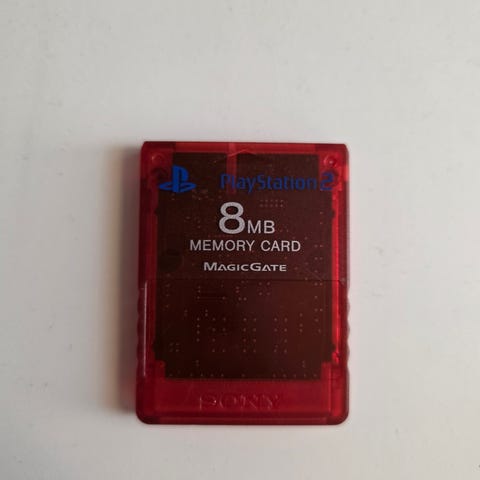 PlayStation 2
8MB
MEMORY CARD
MAGICGATE
SONY